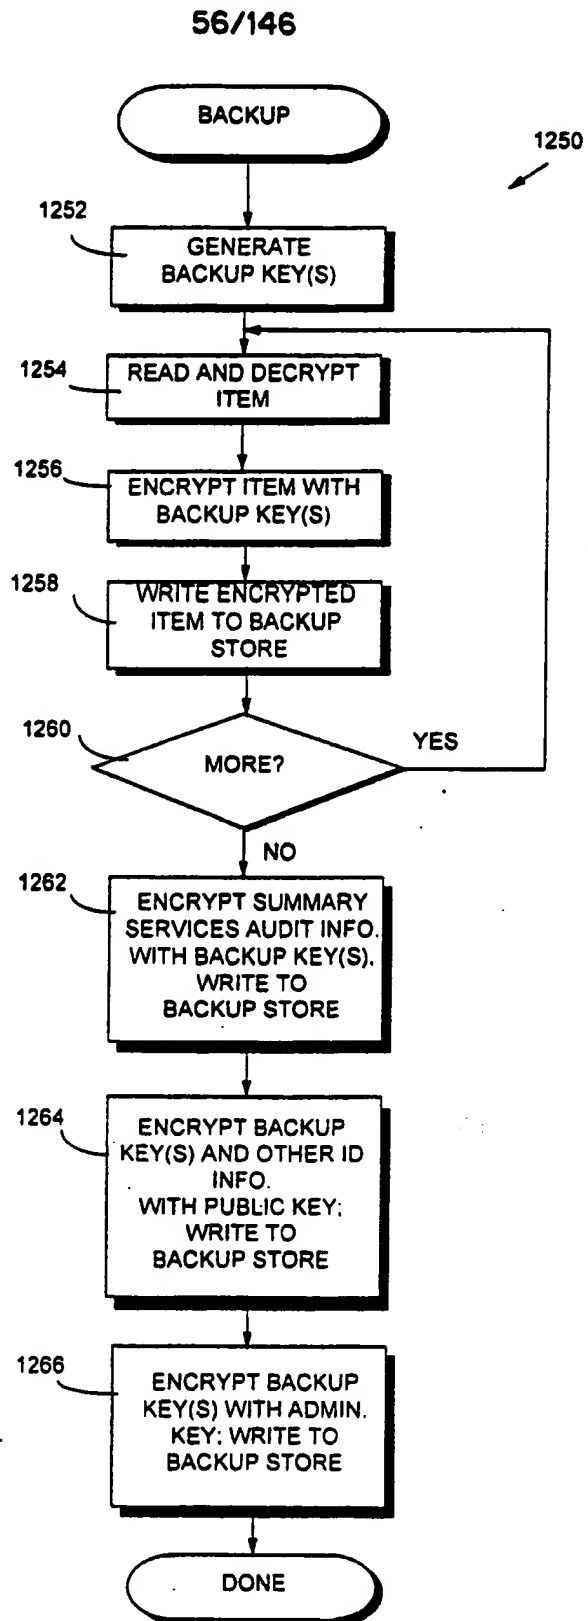 56/146
BACKUP
1250
1252
GENERATE
BACKUP KEY(S)
1254
READ AND DECRYPT
ITEM
1256
ENCRYPT ITEM WITH
BACKUP KEY(S)
1258
WRITE ENCRYPTED
ITEM TO BACKUP
STORE
1260
MORE?
YES
NO
1262
ENCRYPT SUMMARY
SERVICES AUDIT INFO.
WITH BACKUP KEY(S).
WRITE TO
BACKUP STORE
1264
ENCRYPT BACKUP
KEY(S) AND OTHER ID
INFO.
WITH PUBLIC KEY;
WRITE TO
BACKUP STORE
1266
ENCRYPT BACKUP
KEY(S) WITH ADMIN.
KEY; WRITE TO
BACKUP STORE
DONE